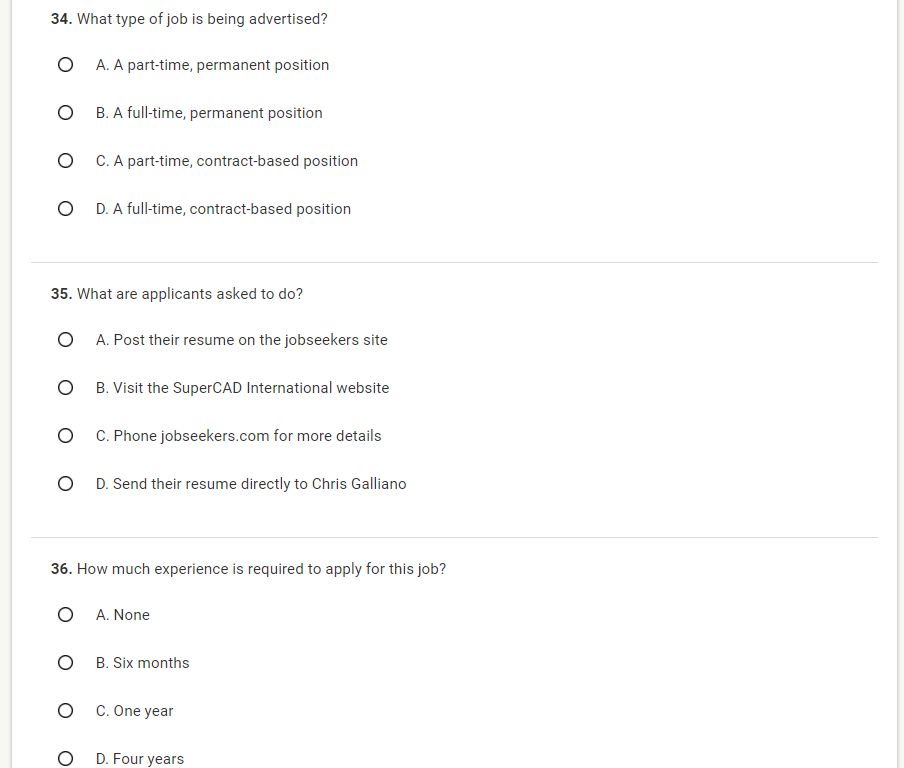 34. What type of job is being advertised?
A. A part-time, permanent position
B. A full-time, permanent position
C. A part-time, contract-based position
D. A full-time, contract-based position
35. What are applicants asked to do?
A. Post their resume on the jobseekers site
B. Visit the SuperCAD International website
C. Phone jobseekers.com for more details
D. Send their resume directly to Chris Galliano
36. How much experience is required to apply for this job?
A. None
B. Six months
C. One year
D. Four years